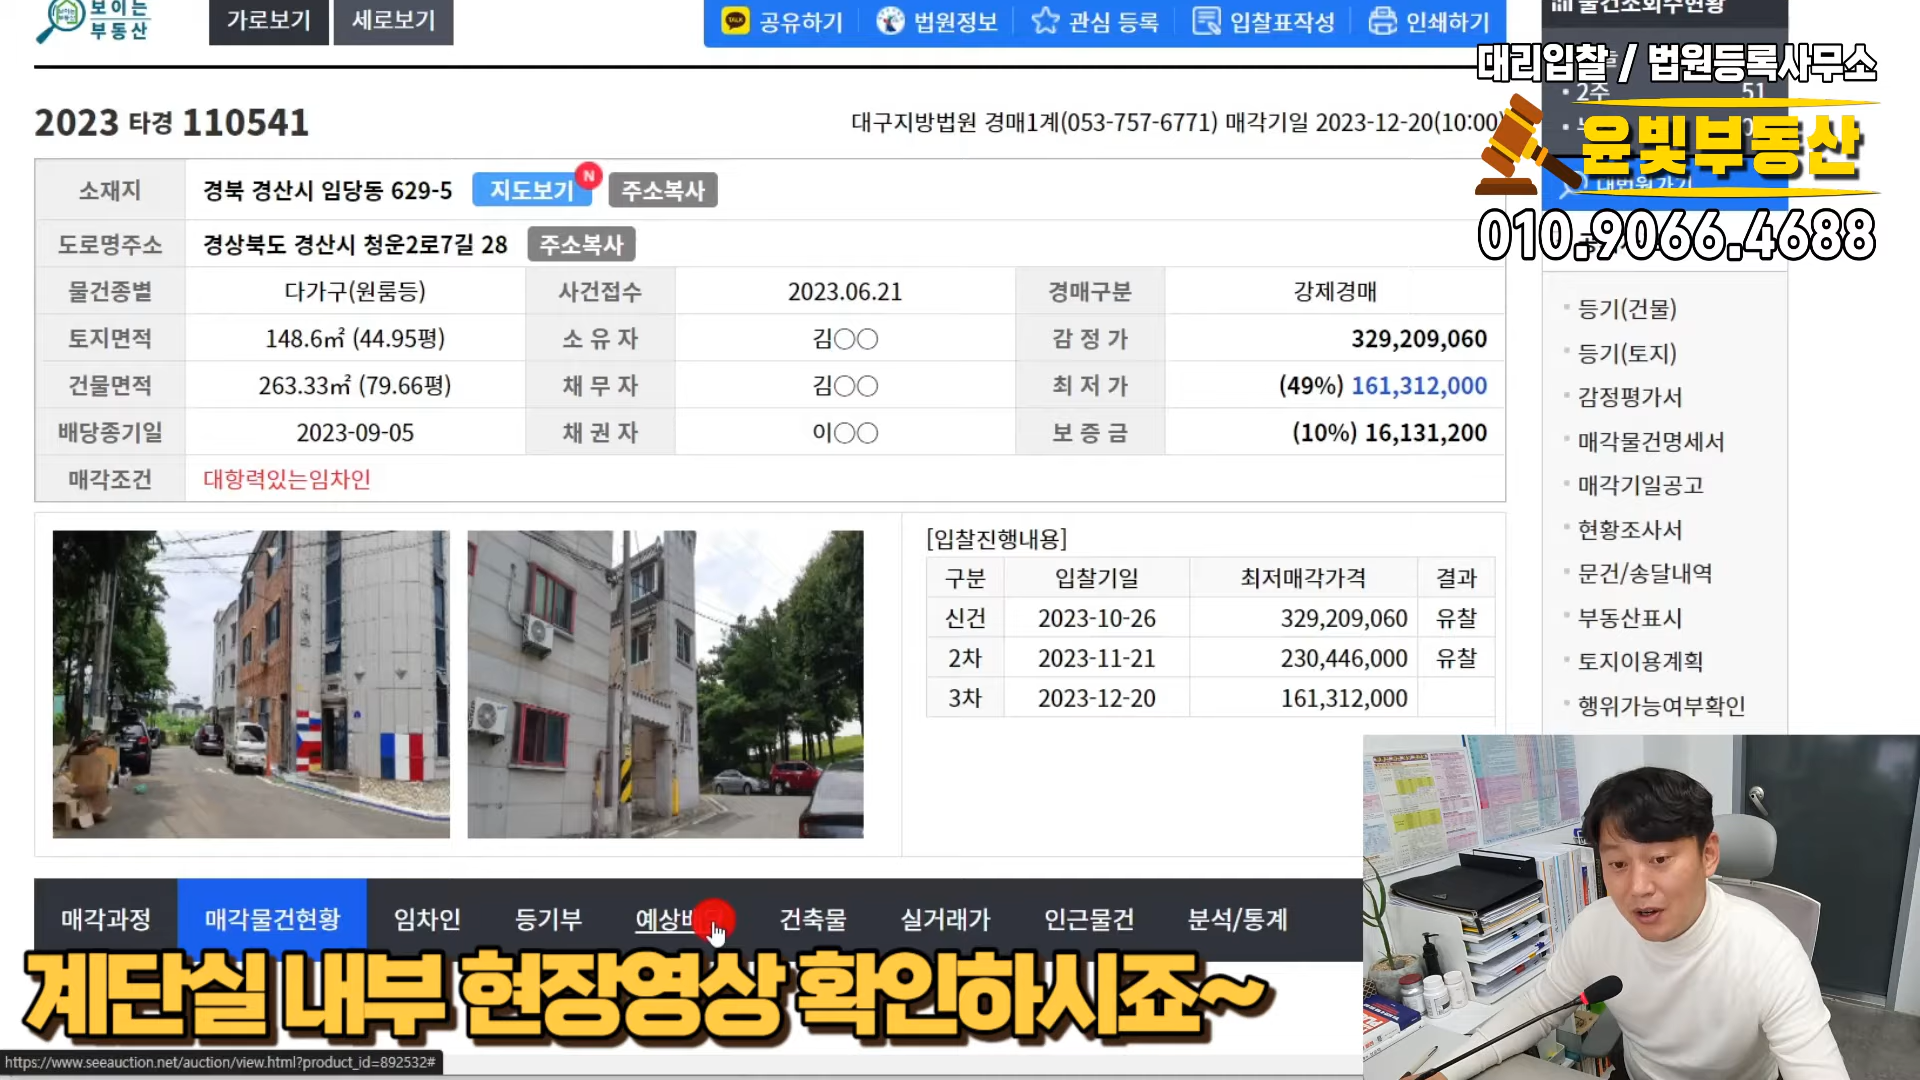 보이는
부동산
가로보기
세로보기
공유하기
법원정보
관심 등록
입찰표작성
인쇄하기
물건조회수현황
대리입찰 / 법원등록사무소
2주
51
윤빛부동산
대법원가기
010.9066.4688
2023 타경 110541
대구지방법원 경매1계(053-757-6771) 매각기일 2023-12-20(10:00)
소재지
경북 경산시 임당동 629-5
지도보기
N
주소복사
도로명주소
경상북도 경산시 청운2로7길 28
주소복사
물건종별
다가구(원룸등)
사건접수
2023.06.21
경매구분
강제경매
토지면적
148.6㎡ (44.95평)
소 유 자
김○○
감 정 가
329,209,060
건물면적
263.33㎡ (79.66평)
채 무 자
김○○
최 저 가
(49%) 161,312,000
배당종기일
2023-09-05
채 권 자
이○○
보 증 금
(10%) 16,131,200
매각조건
대항력있는임차인
[입찰진행내용]
구분
입찰기일
최저매각가격
결과
신건
2023-10-26
329,209,060
유찰
2차
2023-11-21
230,446,000
유찰
3차
2023-12-20
161,312,000
등기(건물)
등기(토지)
감정평가서
매각물건명세서
매각기일공고
현황조사서
문건/송달내역
부동산표시
토지이용계획
행위가능여부확인
매각과정
매각물건현황
임차인
등기부
예상배당
건축물
실거래가
인근물건
분석/통계
계단실 내부 현장영상 확인하시죠~
https://www.seeauction.net/auction/view.html?product_id=892532#